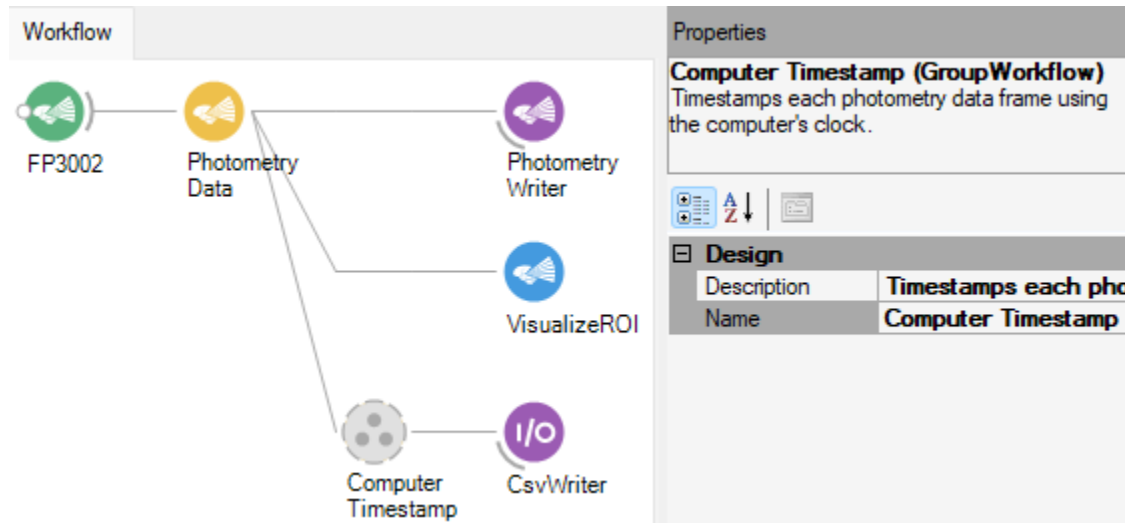 Workflow
FP3002
Photometry
Data
Photometry
Writer
VisualizeROI
Computer
Timestamp
I/O
CsvWriter
Properties
Computer Timestamp (GroupWorkflow)
Timestamps each photometry data frame using
the computer's clock.
A
Z
Design
Description Timestamps each pho
Name Computer Timestamp